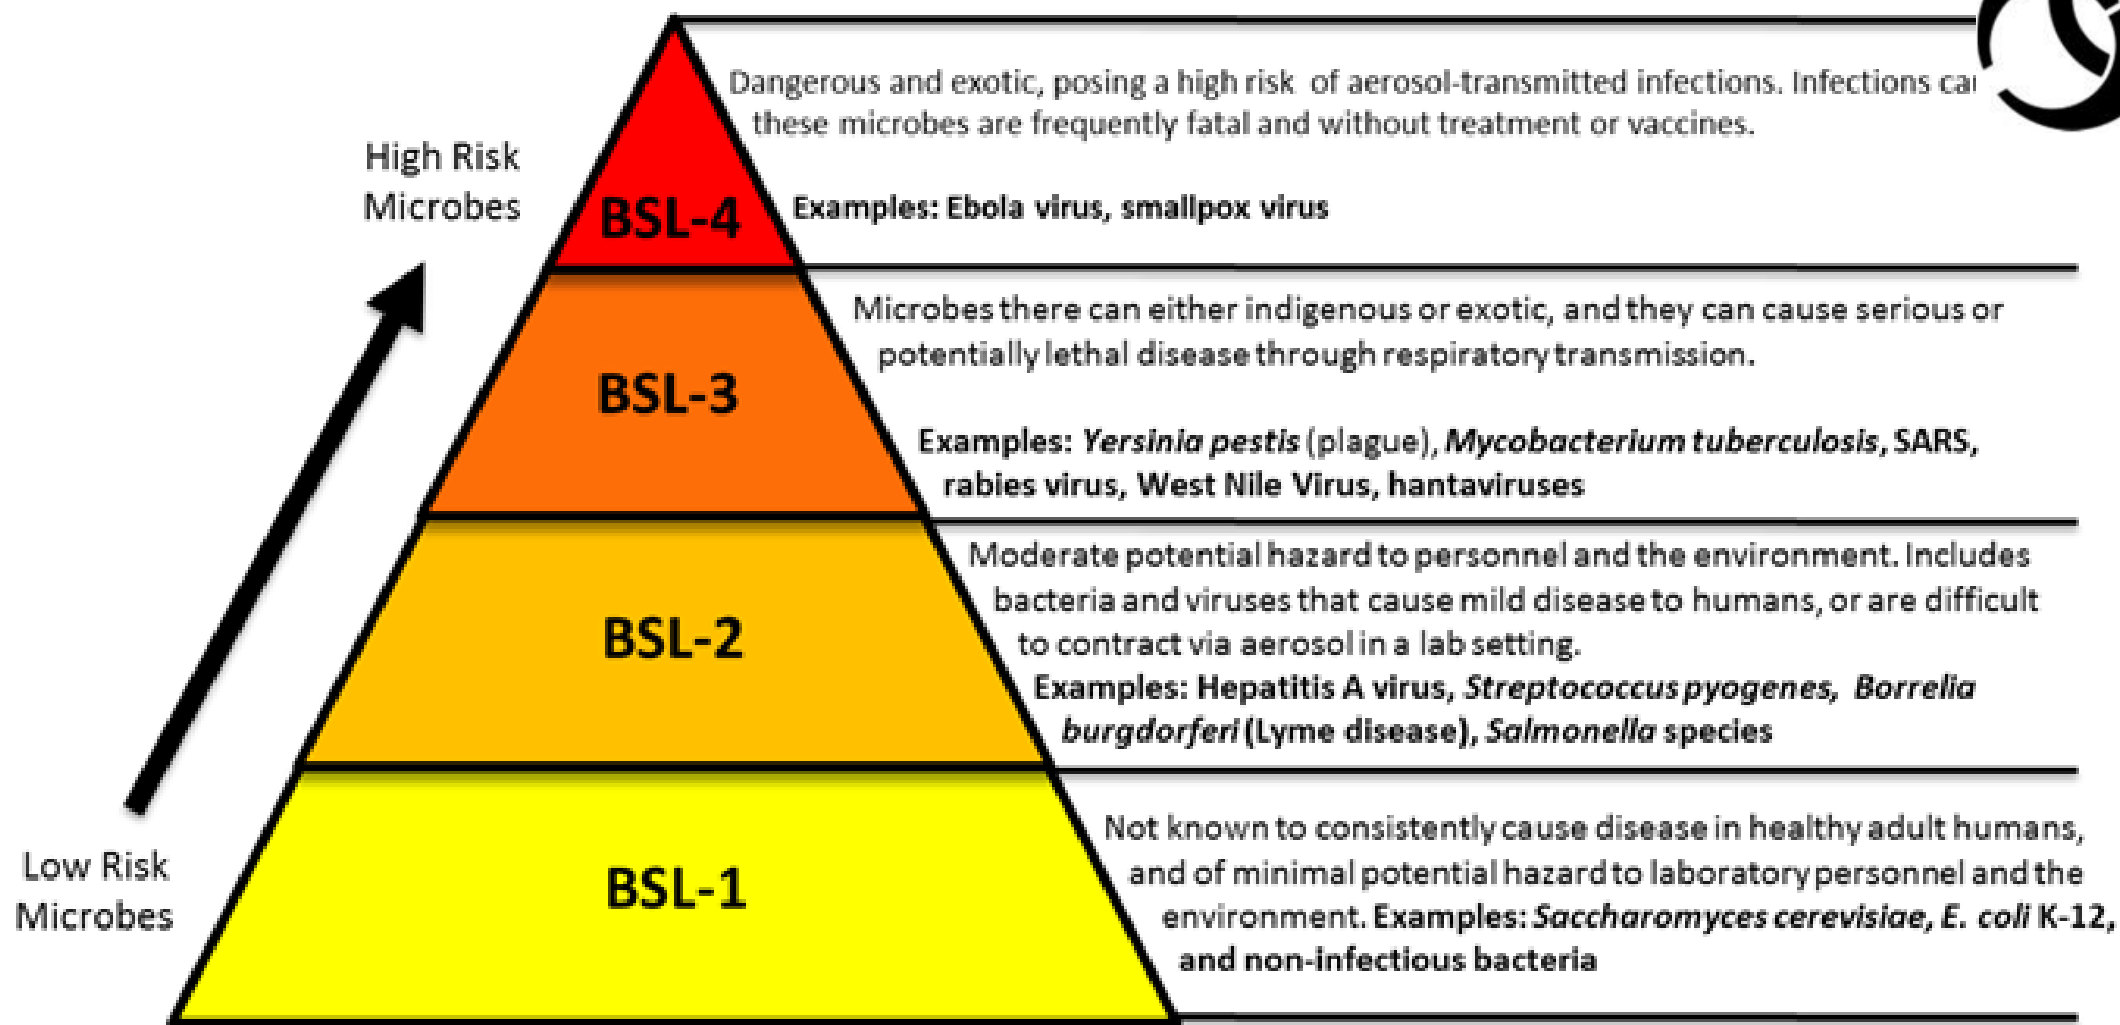 Dangerous and exotic, posing a high risk of aerosol-transmitted infections. Infections
these microbes are frequently fatal and without treatment or vaccines.
High Risk
Microbes
BSL-4
Examples: Ebola virus, smallpox virus
Microbes there can either indigenous or exotic, and they can cause serious or
potentially lethal disease through respiratory transmission.
BSL-3
Examples: Yersinia pestis (plague), Mycobacterium tuberculosis, SARS,
rabies virus, West Nile Virus, hantaviruses
Moderate potential hazard to personnel and the environment. Includes
bacteria and viruses that cause mild disease to humans, or are difficult
to contract via aerosol in a lab setting.
BSL-2
Examples: Hepatitis A virus, Streptococcus pyogenes, Borrelia
burgdorferi (Lyme disease), Salmonella species
Not known to consistently cause disease in healthy adult humans,
and of minimal potential hazard to laboratory personnel and the
environment. Examples: Saccharomyces cerevisiae, E. coli K-12,
and non-infectious bacteria
BSL-1
Low Risk
Microbes